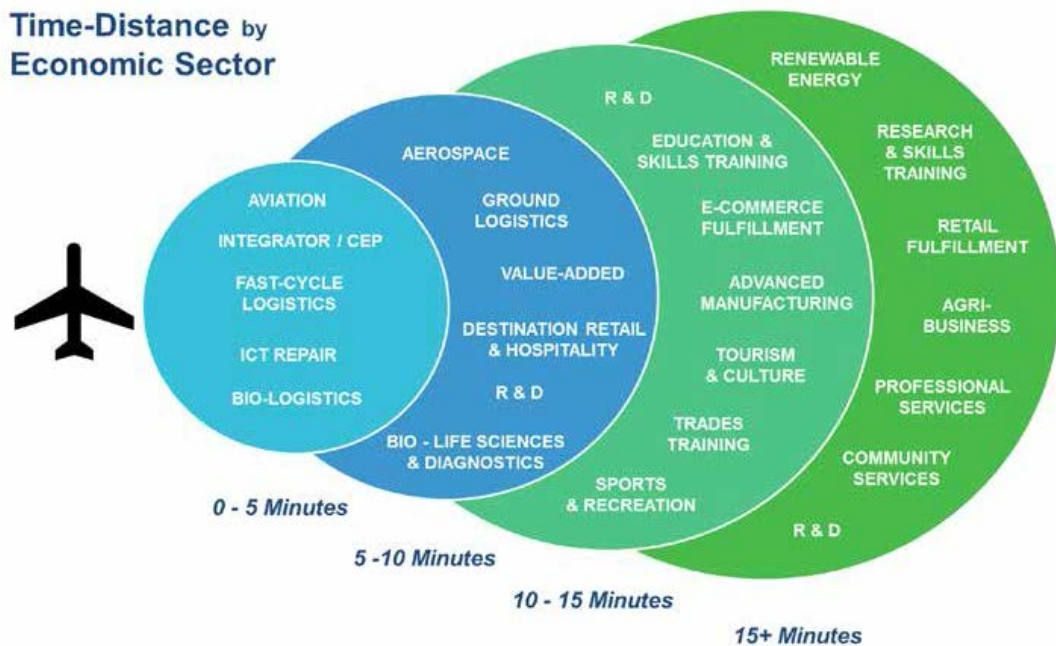 Time-Distance by
Economic Sector
AVIATION
INTEGRATOR / CEP
FAST-CYCLE
LOGISTICS
ICT REPAIR
BIO-LOGISTICS
0 - 5 Minutes
AEROSPACE
GROUND
LOGISTICS
VALUE-ADDED
DESTINATION RETAIL
& HOSPITALITY
R & D
BIO - LIFE SCIENCES
& DIAGNOSTICS
5 -10 Minutes
R & D
EDUCATION &
SKILLS TRAINING
E-COMMERCE
FULFILLMENT
ADVANCED
MANUFACTURING
TOURISM
& CULTURE
TRADES
TRAINING
SPORTS
& RECREATION
10 - 15 Minutes
RENEWABLE
ENERGY
RESEARCH
& SKILLS
TRAINING
RETAIL
FULFILLMENT
AGRI-
BUSINESS
PROFESSIONAL
SERVICES
COMMUNITY
SERVICES
R & D
15+ Minutes